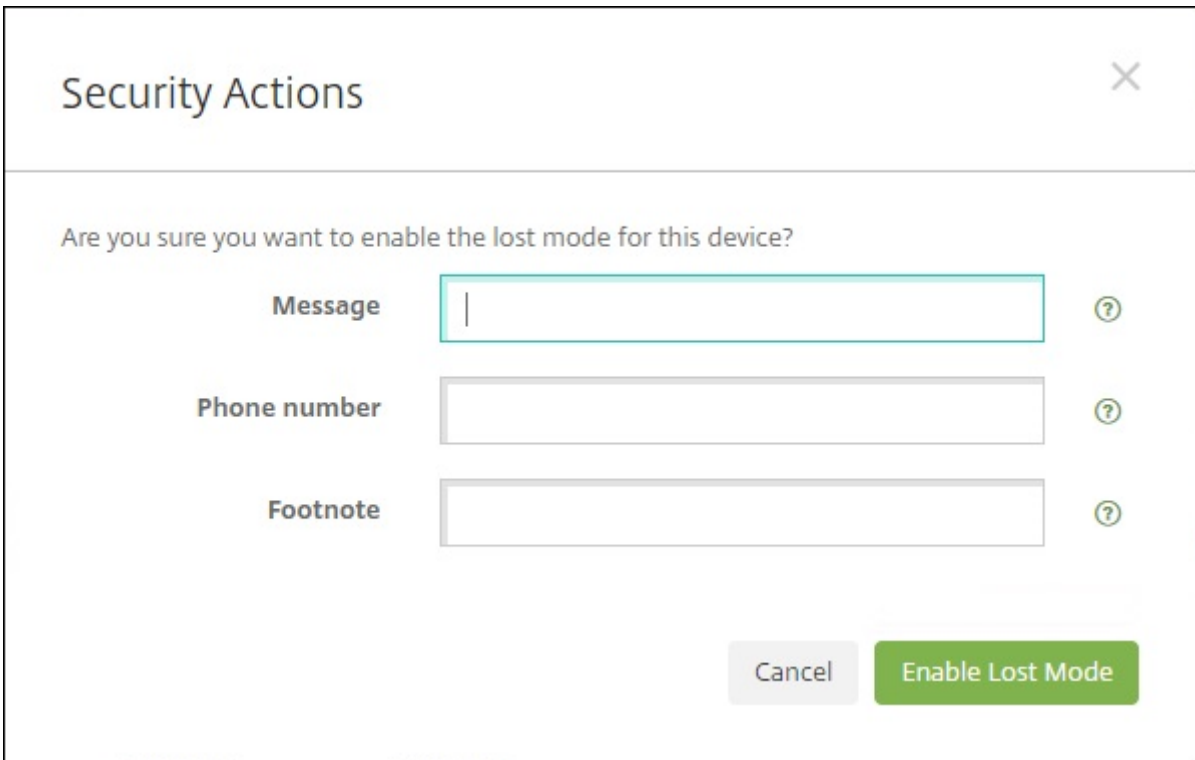 Security Actions
Are you sure you want to enable the lost mode for this device?
Message
Phone number
Footnote
Cancel
Enable Lost Mode